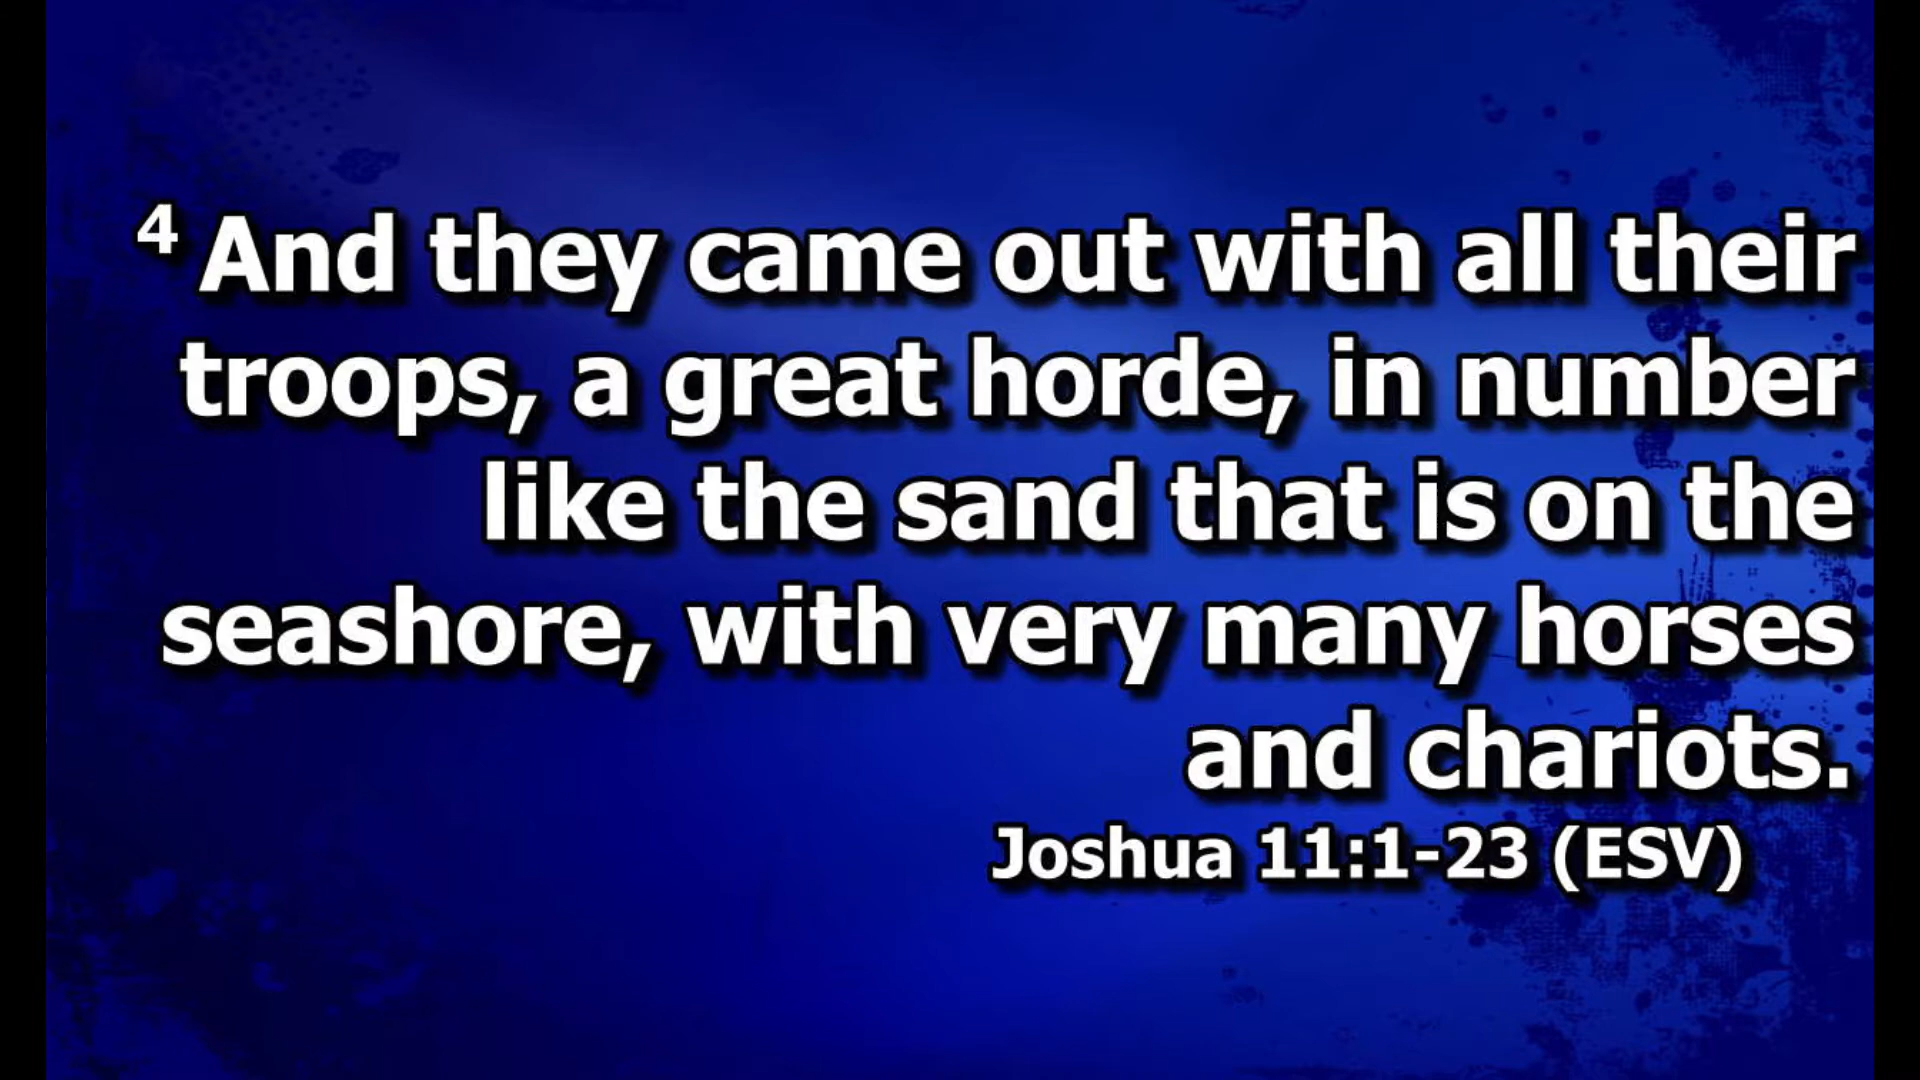 4 And they came out with all their
troops, a great horde, in number
like the sand that is on the
seashore, with very many horses
and chariots.
Joshua 11:1-23 (ESV)